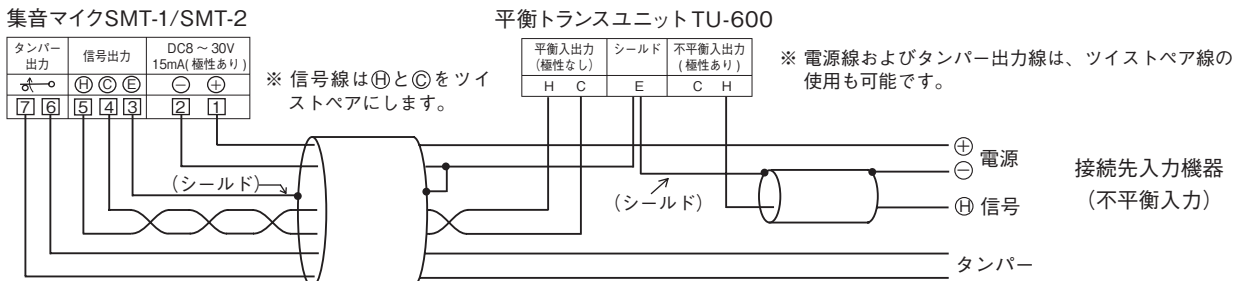 集音マイクSMT-1/SMT-2
タンパー
出力
信号出力
DC8 ~ 30V
15mA(極性あり)
Ⓗ Ⓒ Ⓔ
⊖ ⊕
7 6 5 4 3 2 1
※ 信号線はⒽとⒸをツイ
ストペアにします。
平衡トランスユニット TU-600
平衡入出力
(極性なし)
シールド
不平衡入出力
(極性あり)
H C E C H
※ 電源線およびタンパー出力線は、ツイストペア線の
使用も可能です。
(シールド)
(シールド)
⊕
⊖
電源
Ⓗ 信号
タンパー
接続先入力機器
(不平衡入力)